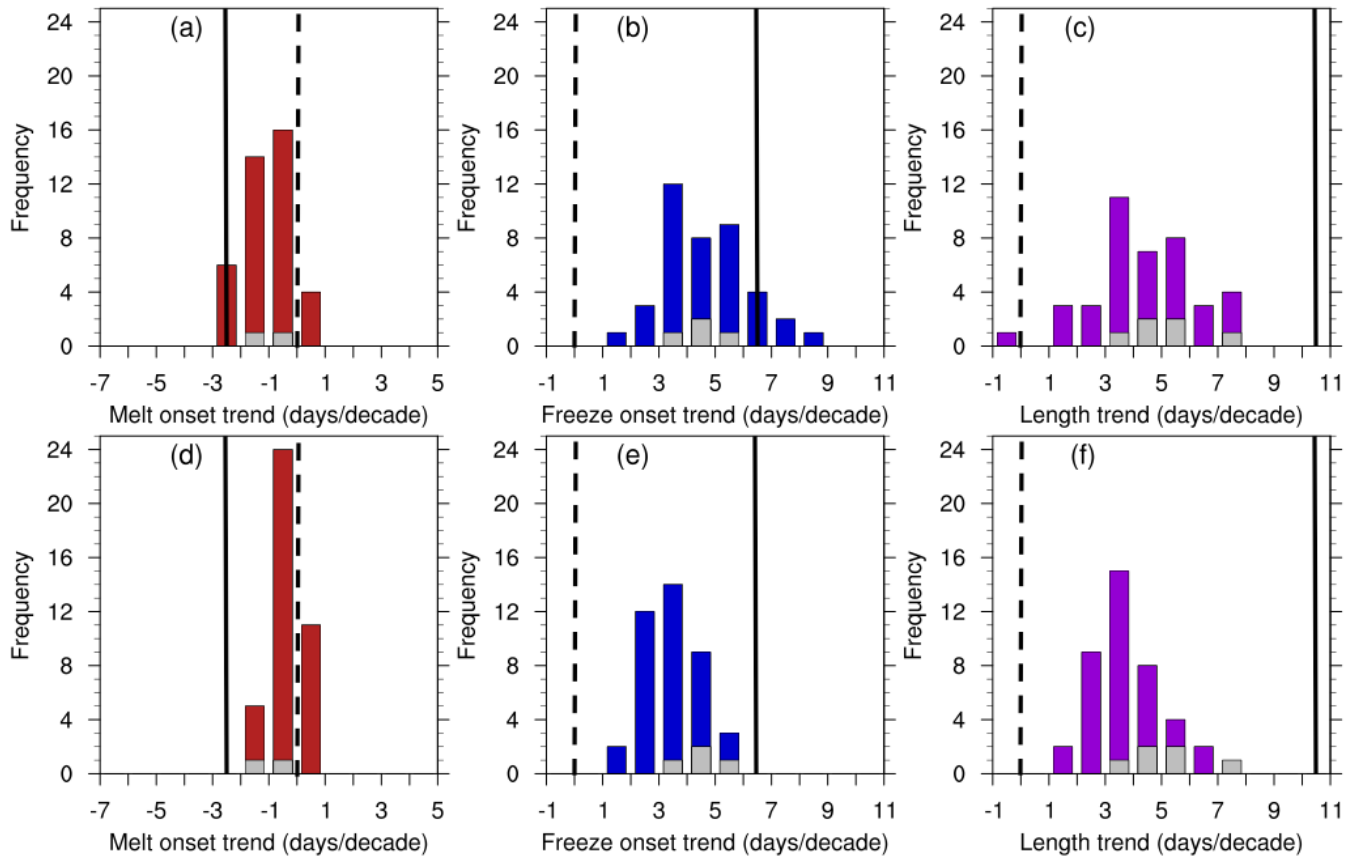 (a)
24
20
16
12
8
4
0
Frequency
-7 -5 -3 -1 1 3 5
Melt onset trend (days/decade)
(b)
24
20
16
12
8
4
0
Frequency
-1 1 3 5 7 9 11
Freeze onset trend (days/decade)
(c)
24
20
16
12
8
4
0
Frequency
-1 1 3 5 7 9 11
Length trend (days/decade)
(d)
24
20
16
12
8
4
0
Frequency
-7 -5 -3 -1 1 3 5
Melt onset trend (days/decade)
(e)
24
20
16
12
8
4
0
Frequency
-1 1 3 5 7 9 11
Freeze onset trend (days/decade)
(f)
24
20
16
12
8
4
0
Frequency
-1 1 3 5 7 9 11
Length trend (days/decade)